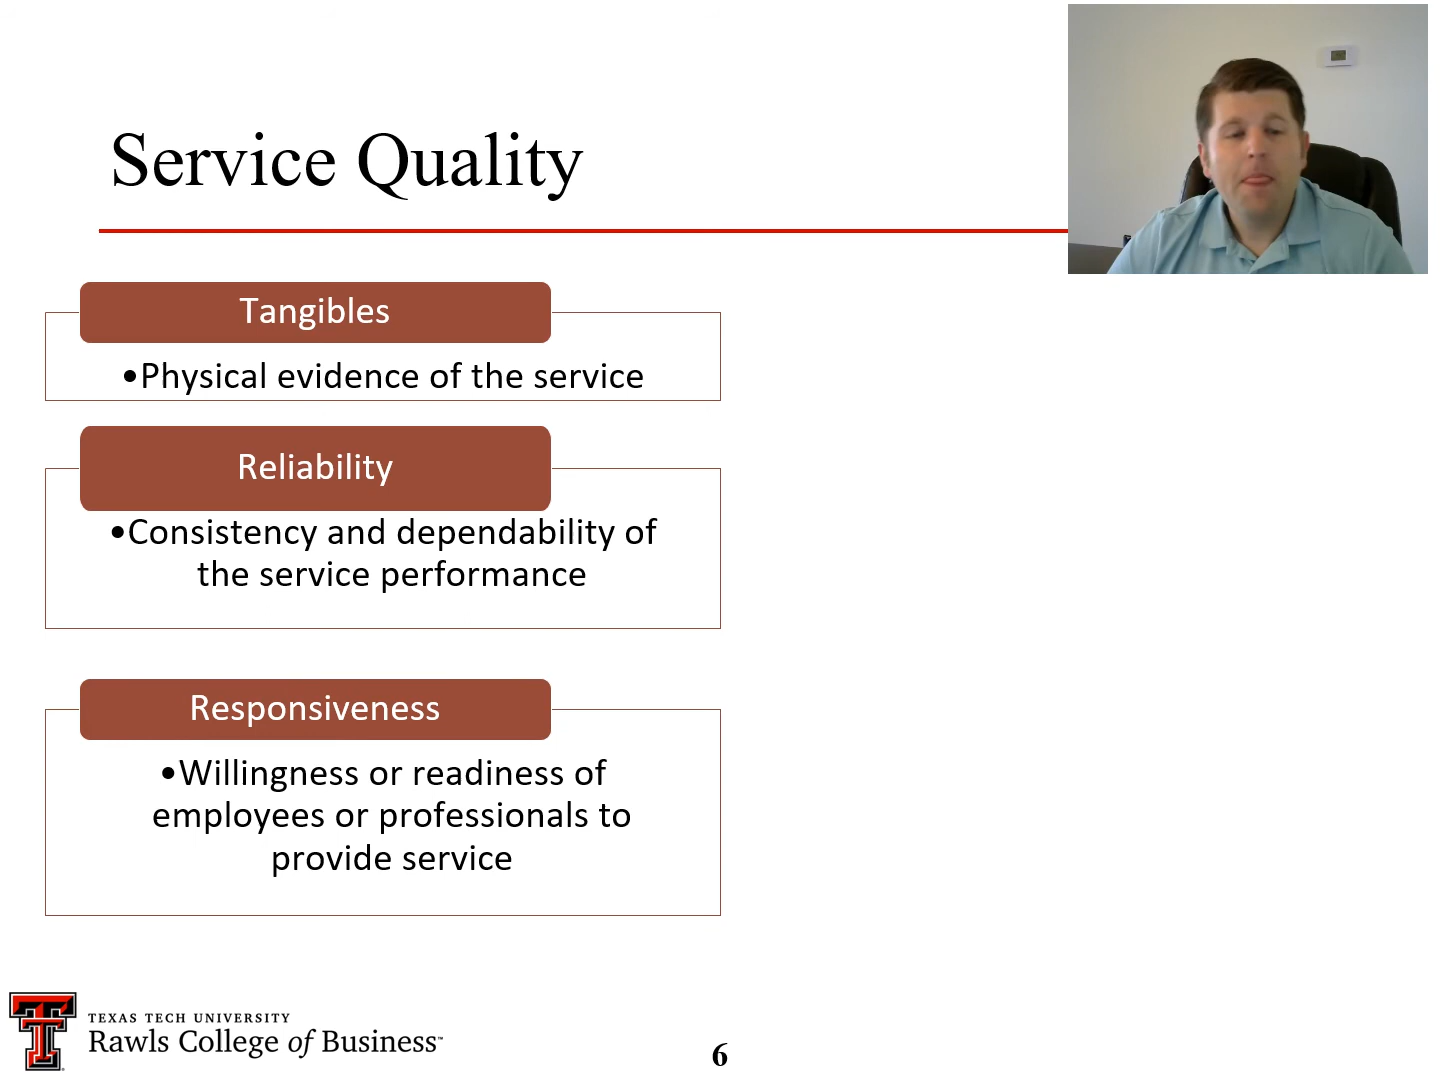 Service Quality
Tangibles
•Physical evidence of the service
Reliability
•Consistency and dependability of
the service performance
Responsiveness
•Willingness or readiness of
employees or professionals to
provide service
TEXAS TECH UNIVERSITY
Rawls College of Business™
6